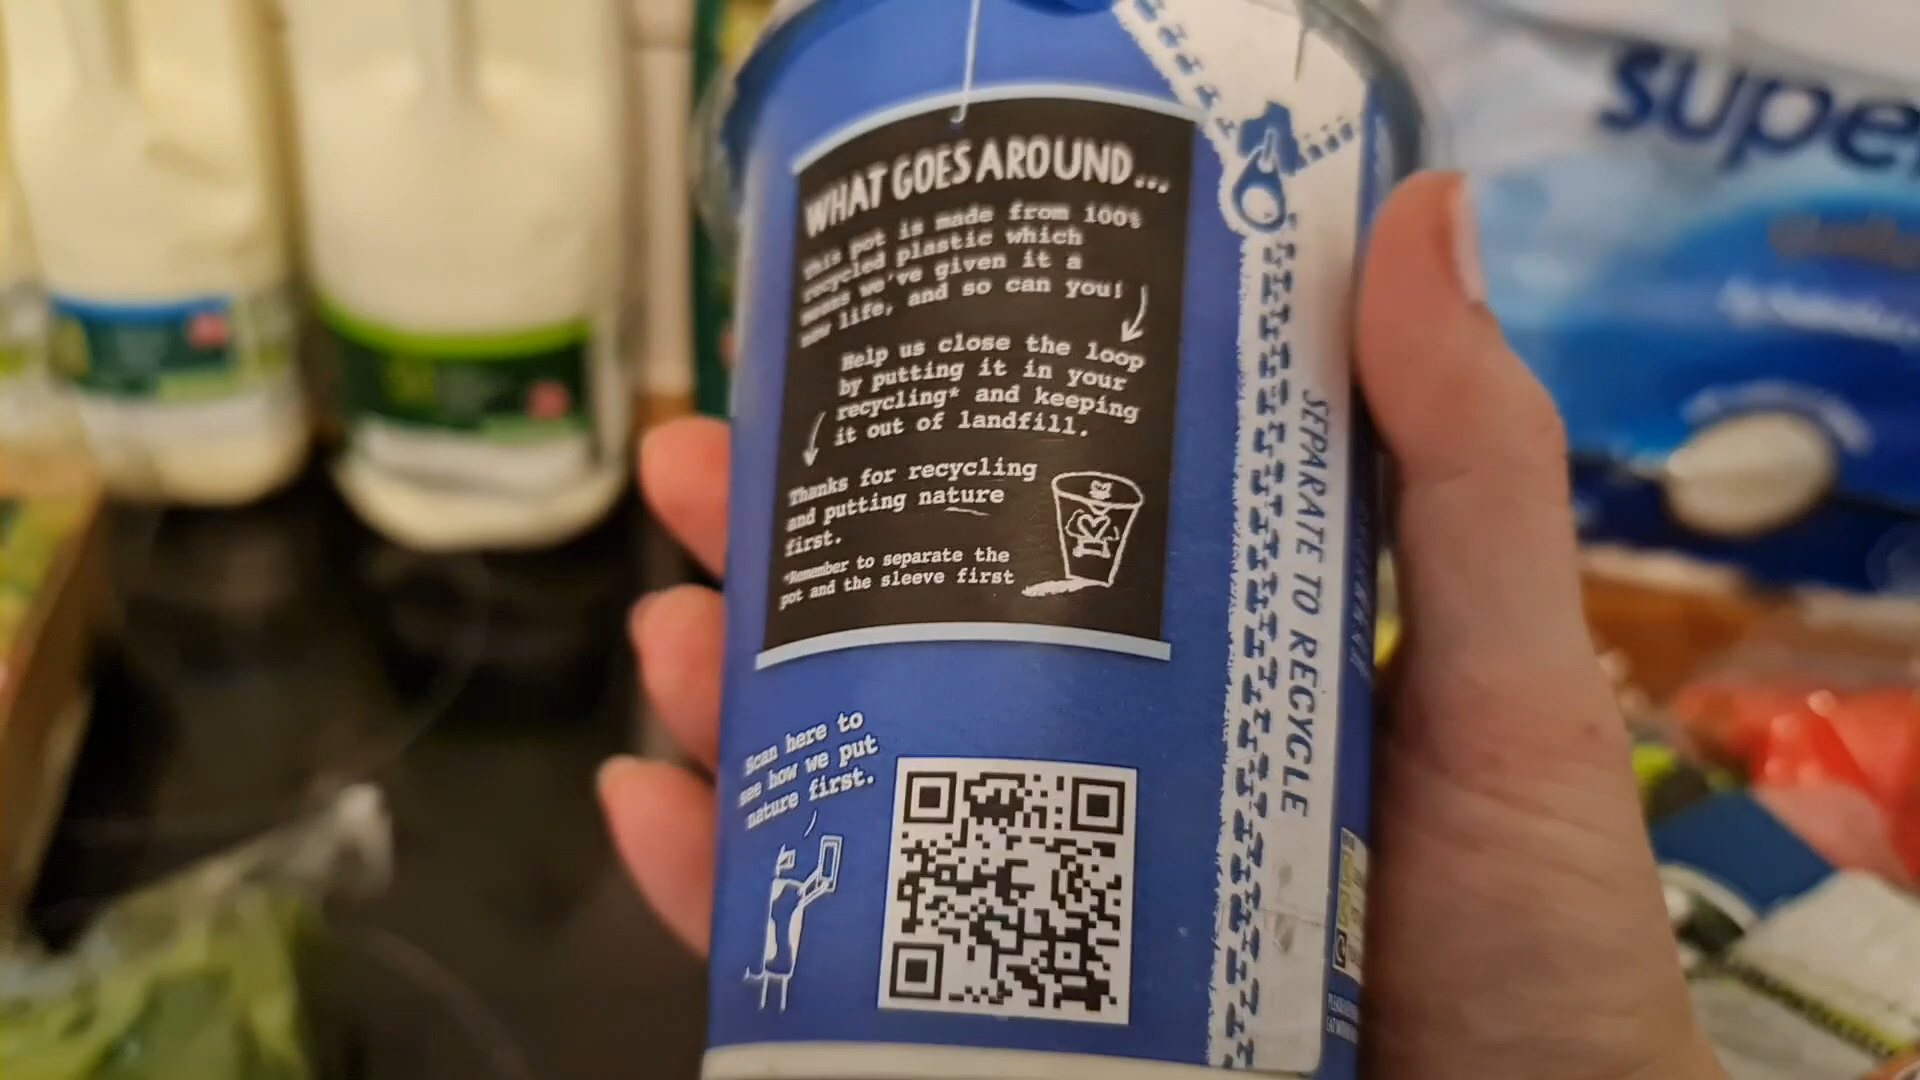 WHAT GOES AROUND...
This pot is made from 100%
recycled plastic which
means we've given it a
new life, and so can you!
Help us close the loop
by putting it in your
recycling* and keeping
it out of landfill.
Thanks for recycling
and putting nature
first.
*Remember to separate the
pot and the sleeve first
Scan here to
see how we put
nature first.
SEPARATE TO RECYCLE
supe